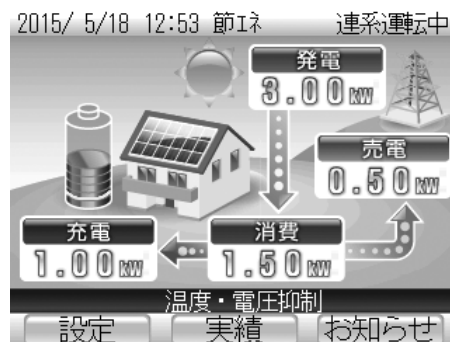 2015/ 5/18 12:53 節エネ 連系運転中
発電
3.00kW
売電
0.50kW
充電
1.00kW
消費
1.50kW
温度・電圧抑制
設定 実績 お知らせ